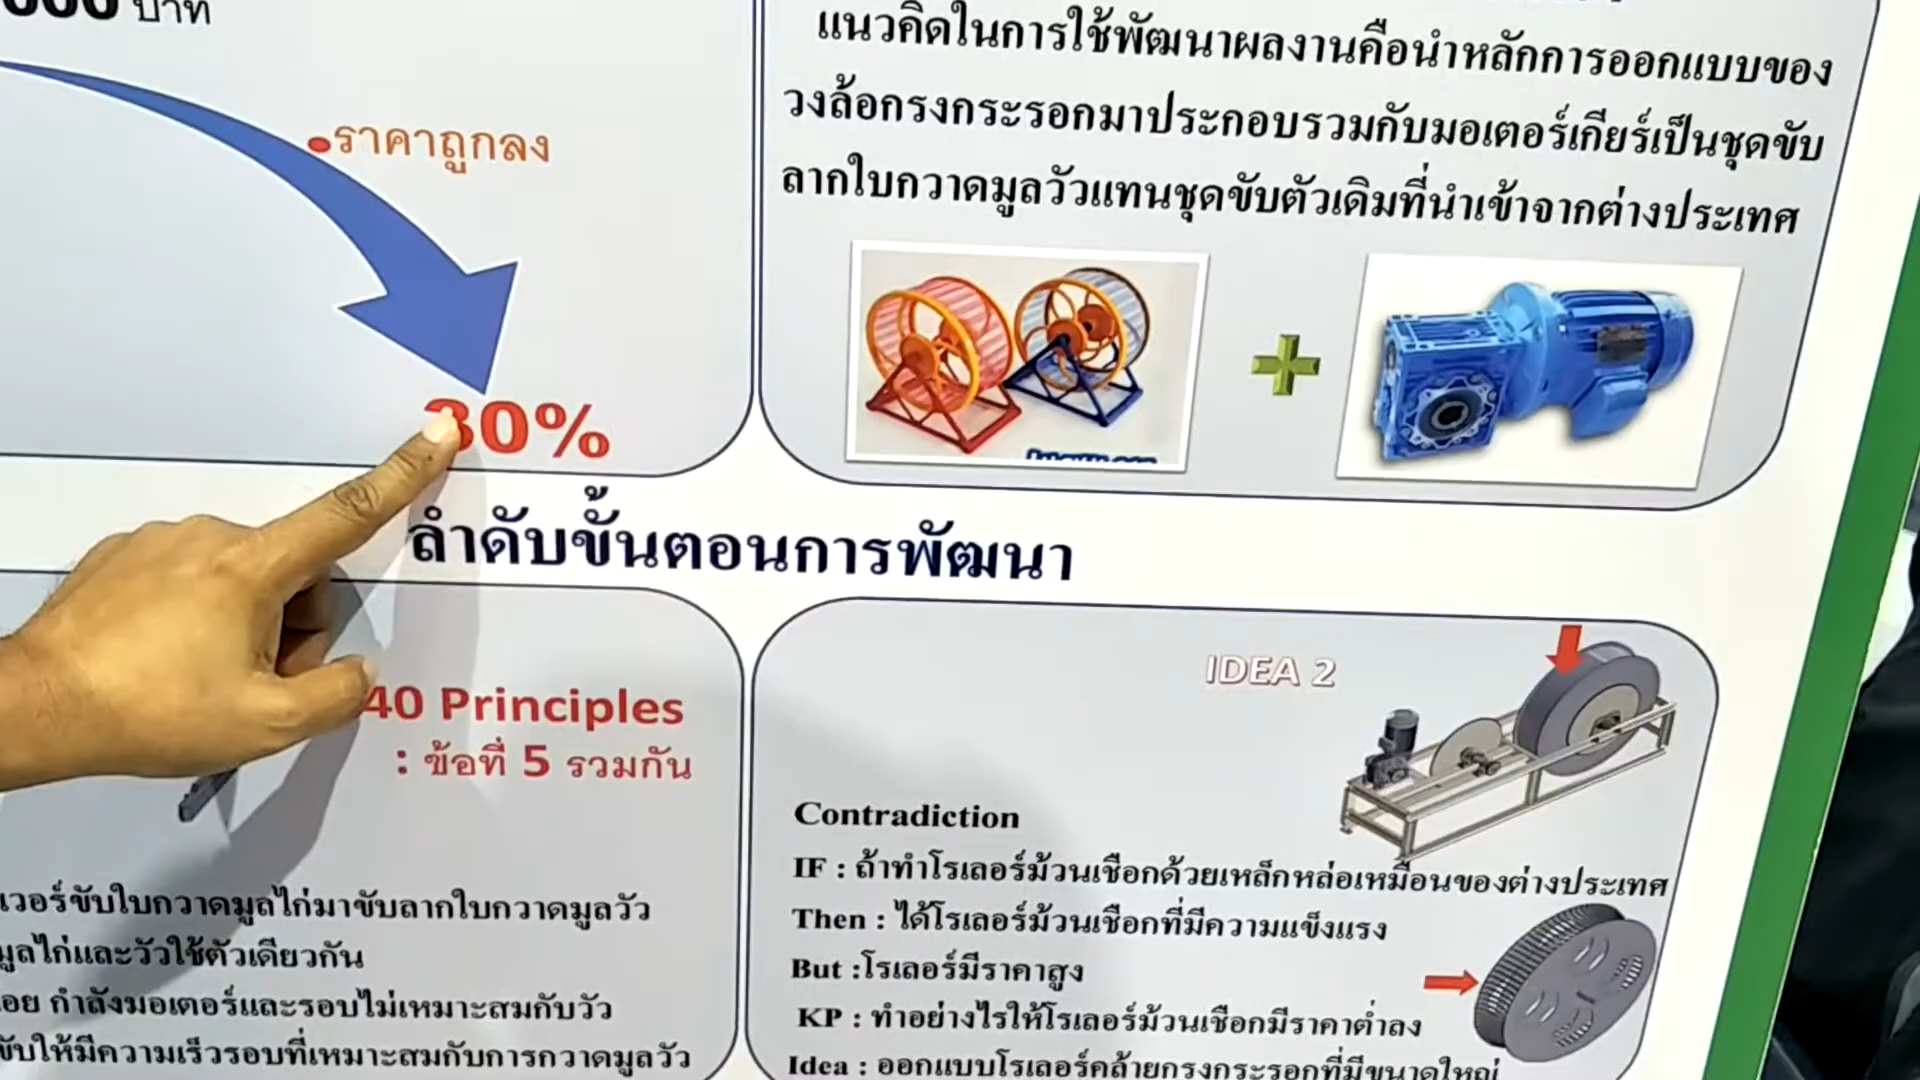 บาท
•ราคาถูกลง
30%
แนวคิดในการใช้พัฒนาผลงานคือนำหลักการออกแบบของ
วงล้อกรงกระรอกมาประกอบรวมกับมอเตอร์เกียร์เป็นชุดขับ
ลากใบกวาดมูลวัวแทนชุดขับตัวเดิมที่นำเข้าจากต่างประเทศ
ลำดับขั้นตอนการพัฒนา
40 Principles
: ข้อที่ 5 รวมกัน
เวอร์ขับใบกวาดมูลไก่มาขับลากใบกวาดมูลวัว
มูลไก่และวัวใช้ตัวเดียวกัน
กำลังมอเตอร์และรอบไม่เหมาะสมกับวัว
ขับให้มีความเร็วรอบที่เหมาะสมกับการกวาดมูลวัว
IDEA 2
Contradiction
IF : ถ้าทำโรเลอร์ม้วนเชือกด้วยเหล็กหล่อเหมือนของต่างประเทศ
Then : ได้โรเลอร์ม้วนเชือกที่มีความแข็งแรง
But :โรเลอร์มีราคาสูง
KP : ทำอย่างไรให้โรเลอร์ม้วนเชือกมีราคาต่ำลง
Idea : ออกแบบโรเลอร์คล้ายกรงกระรอกที่มีขนาดใหญ่